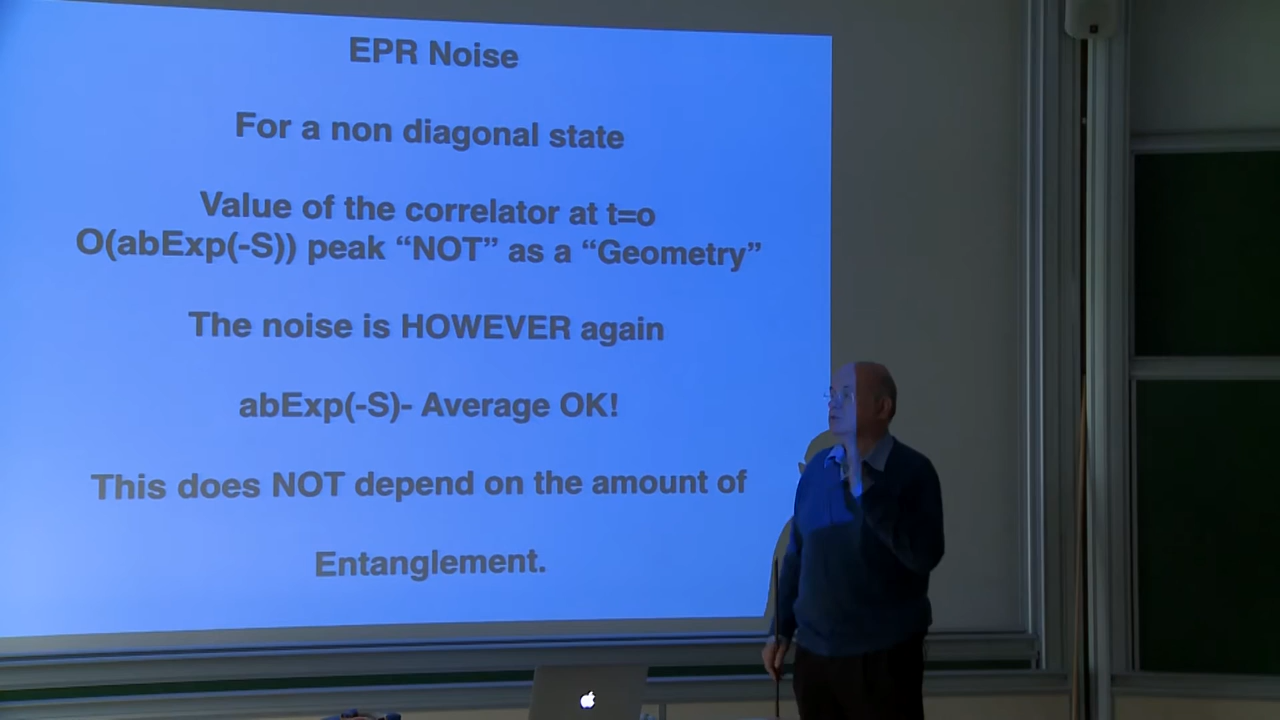 EPR Noise
For a non diagonal state
Value of the correlator at t=o
O(abExp(-S)) peak “NOT” as a “Geometry”
The noise is HOWEVER again
abExp(-S)- Average OK!
This does NOT depend on the amount of
Entanglement.